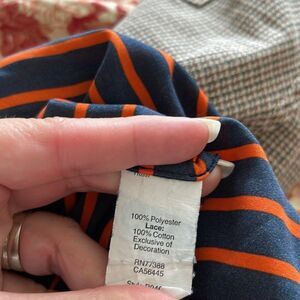 100% Polyester
Lace:
100% Cotton
Exclusive of
Decoration
RN77388
CA56445